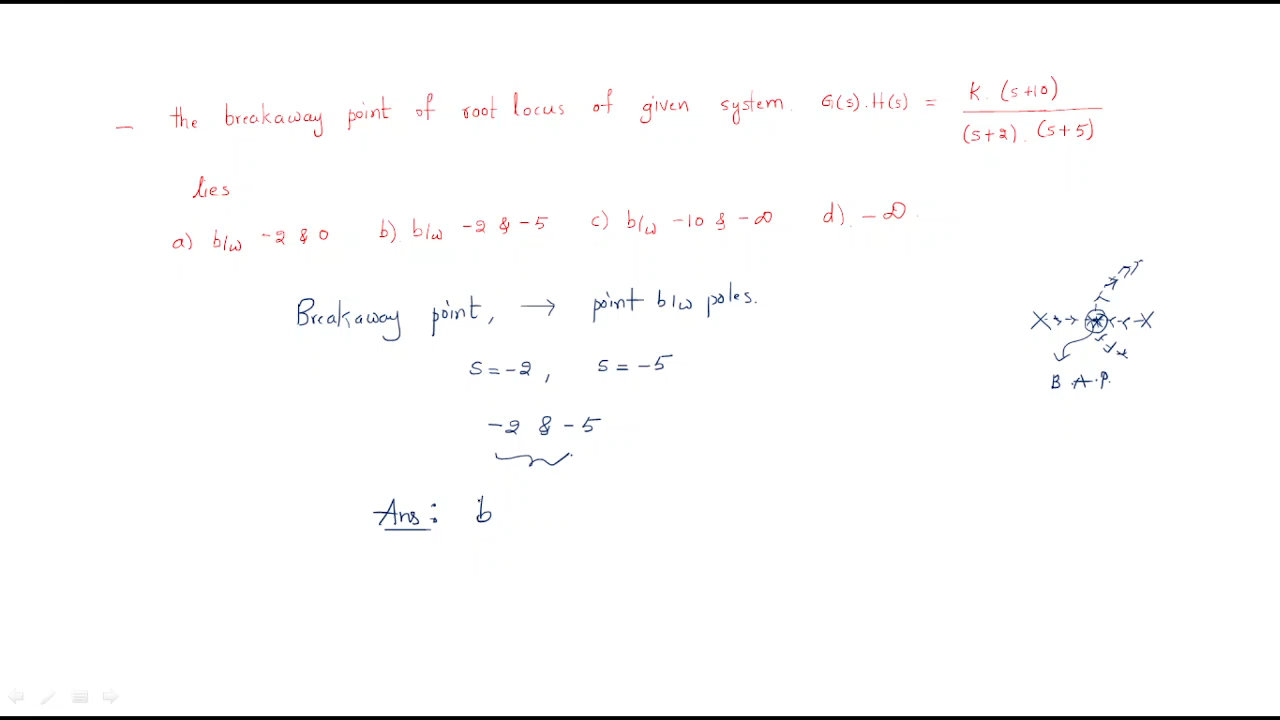 – the breakaway point of root locus of given system. G(s).H(s) = K. (s+10) / (s+2). (s+5)
lies
a) b/w -2 & 0 b). b/w -2 & -5 c) b/w -10 & -∞ d). -∞.
Breakaway point, → point b/w poles.
s = -2, s = -5
-2 & -5
B.A.P.
Ans: b